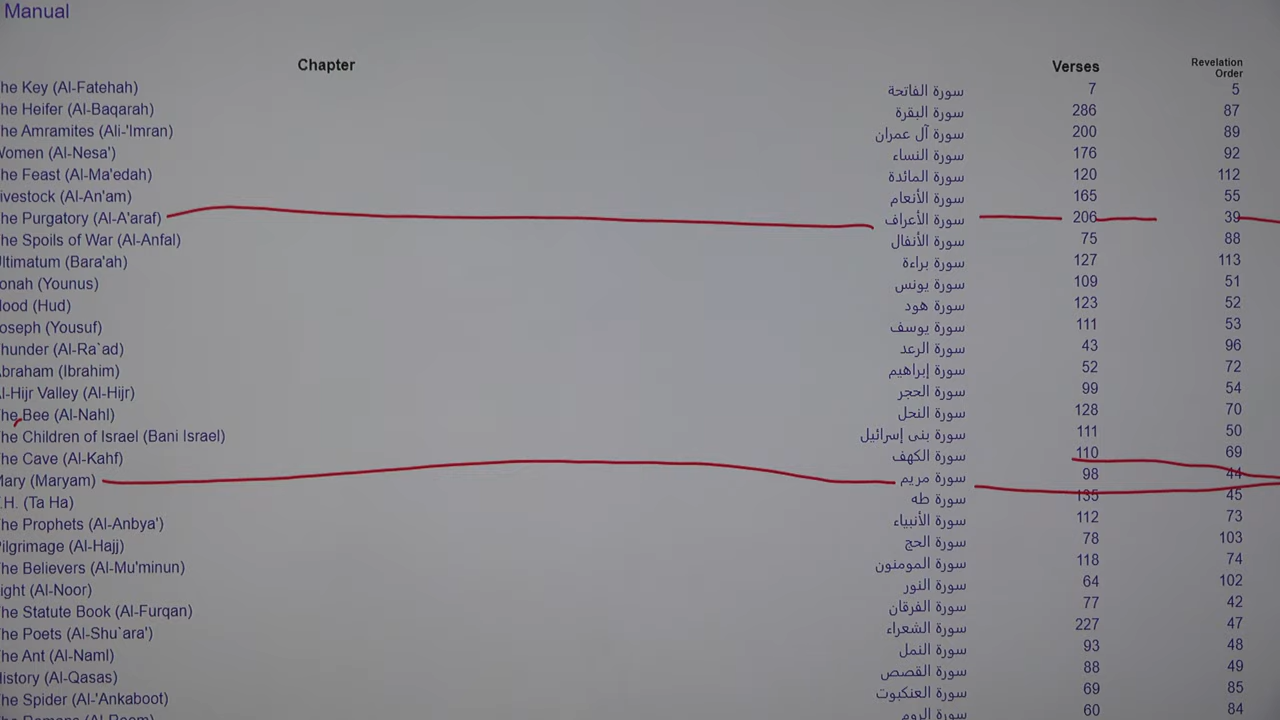 Manual
Chapter Verses Revelation Order
he Key (Al-Fatehah) سورة الفاتحة 7 5
he Heifer (Al-Baqarah) سورة البقرة 286 87
he Amramites (Ali-'Imran) سورة آل عمران 200 89
Women (Al-Nesa') سورة النساء 176 92
he Feast (Al-Ma'edah) سورة المائدة 120 112
ivestock (Al-An'am) سورة الأنعام 165 55
he Purgatory (Al-A'araf) سورة الأعراف 206 39
he Spoils of War (Al-Anfal) سورة الأنفال 75 88
ltimatum (Bara'ah) سورة براءة 127 113
onah (Younus) سورة يونس 109 51
ood (Hud) سورة هود 123 52
oseph (Yousuf) سورة يوسف 111 53
hunder (Al-Ra`ad) سورة الرعد 43 96
braham (Ibrahim) سورة إبراهيم 52 72
l-Hijr Valley (Al-Hijr) سورة الحجر 99 54
he Bee (Al-Nahl) سورة النحل 128 70
he Children of Israel (Bani Israel) سورة بنى إسرائيل 111 50
he Cave (Al-Kahf) سورة الكهف 110 69
Mary (Maryam) سورة مريم 98 44
.H. (Ta Ha) سورة طه 135 45
he Prophets (Al-Anbya') سورة الأنبياء 112 73
ilgrimage (Al-Hajj) سورة الحج 78 103
he Believers (Al-Mu'minun) سورة المومنون 118 74
ight (Al-Noor) سورة النور 64 102
he Statute Book (Al-Furqan) سورة الفرقان 77 42
he Poets (Al-Shu`ara') سورة الشعراء 227 47
he Ant (Al-Naml) سورة النمل 93 48
istory (Al-Qasas) سورة القصص 88 49
he Spider (Al-'Ankaboot) سورة العنكبوت 69 85
سورة الروم 60 84